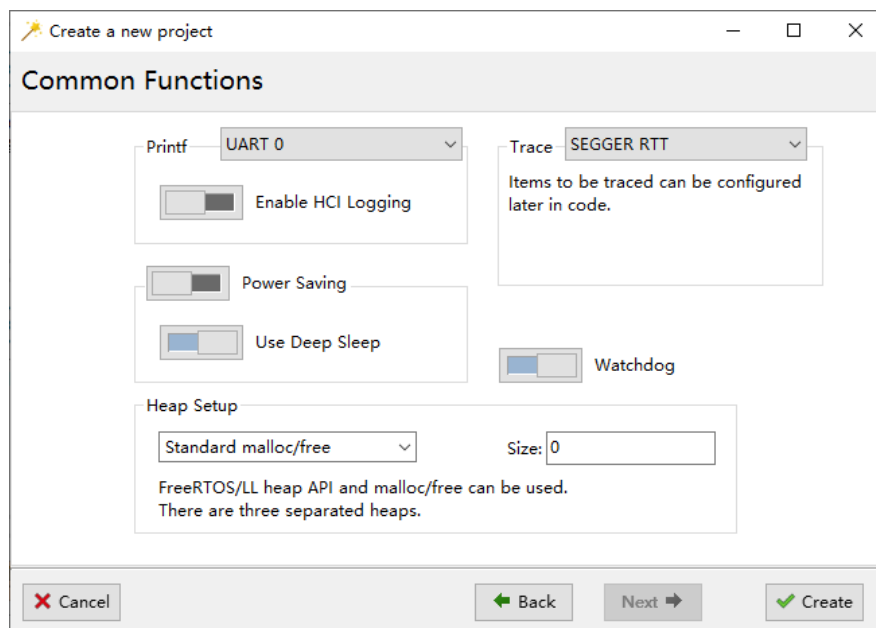 Create a new project
Common Functions
Printf UART 0
Enable HCI Logging
Trace SEGGER RTT
Items to be traced can be configured
later in code.
Power Saving
Use Deep Sleep
Watchdog
Heap Setup
Standard malloc/free
Size: 0
FreeRTOS/LL heap API and malloc/free can be used.
There are three separated heaps.
Cancel
Back
Next
Create